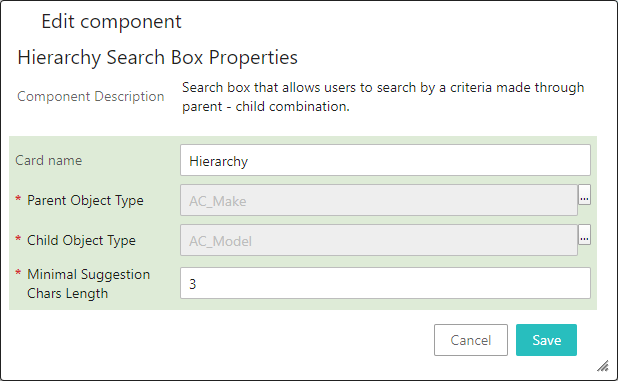 Edit component
Hierarchy Search Box Properties
Component Description
Search box that allows users to search by a criteria made through
parent - child combination.
Card name
Hierarchy
* Parent Object Type
AC_Make
...
* Child Object Type
AC_Model
...
* Minimal Suggestion
Chars Length
3
Cancel
Save